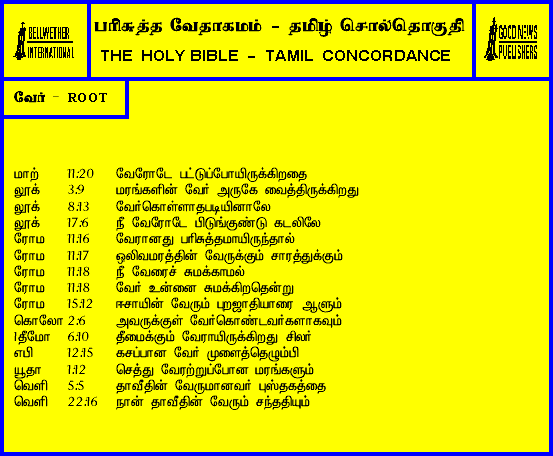 BELLWETHER
INTERNATIONAL
பரிசுத்த வேதாகமம் - தமிழ் சொல்தொகுதி
THE HOLY BIBLE - TAMIL CONCORDANCE
GOOD NEWS
PUBLISHERS
வேர் - ROOT
மாற் 11:20 வேரோடே பட்டுப்போயிருக்கிறதை
லூக் 3:9 மரங்களின் வேர் அருகே வைத்திருக்கிறது
லூக் 8:13 வேர்கொள்ளாதபடியினாலே
லூக் 17:6 நீ வேரோடே பிடுங்குண்டு கடலிலே
ரோம 11:16 வேரானது பரிசுத்தமாயிருந்தால்
ரோம 11:17 ஒலிவமரத்தின் வேருக்கும் சாரத்துக்கும்
ரோம 11:18 நீ வேரைச் சுமக்காமல்
ரோம 11:18 வேர் உன்னை சுமக்கிறதென்று
ரோம 15:12 ஈசாயின் வேரும் புறஜாதியாரை ஆளும்
கொலோ 2:6 அவருக்குள் வேர்கொண்டவர்களாகவும்
1தீமோ 6:10 தீமைக்கும் வேராயிருக்கிறது சிலர்
எபி 12:15 கசப்பான வேர் முளைத்தெழும்பி
யூதா 1:12 செத்து வேரற்றுப்போன மரங்களும்
வெளி 5:5 தாவீதின் வேருமானவர் புஸ்தகத்தை
வெளி 22:16 நான் தாவீதின் வேரும் சந்ததியும்